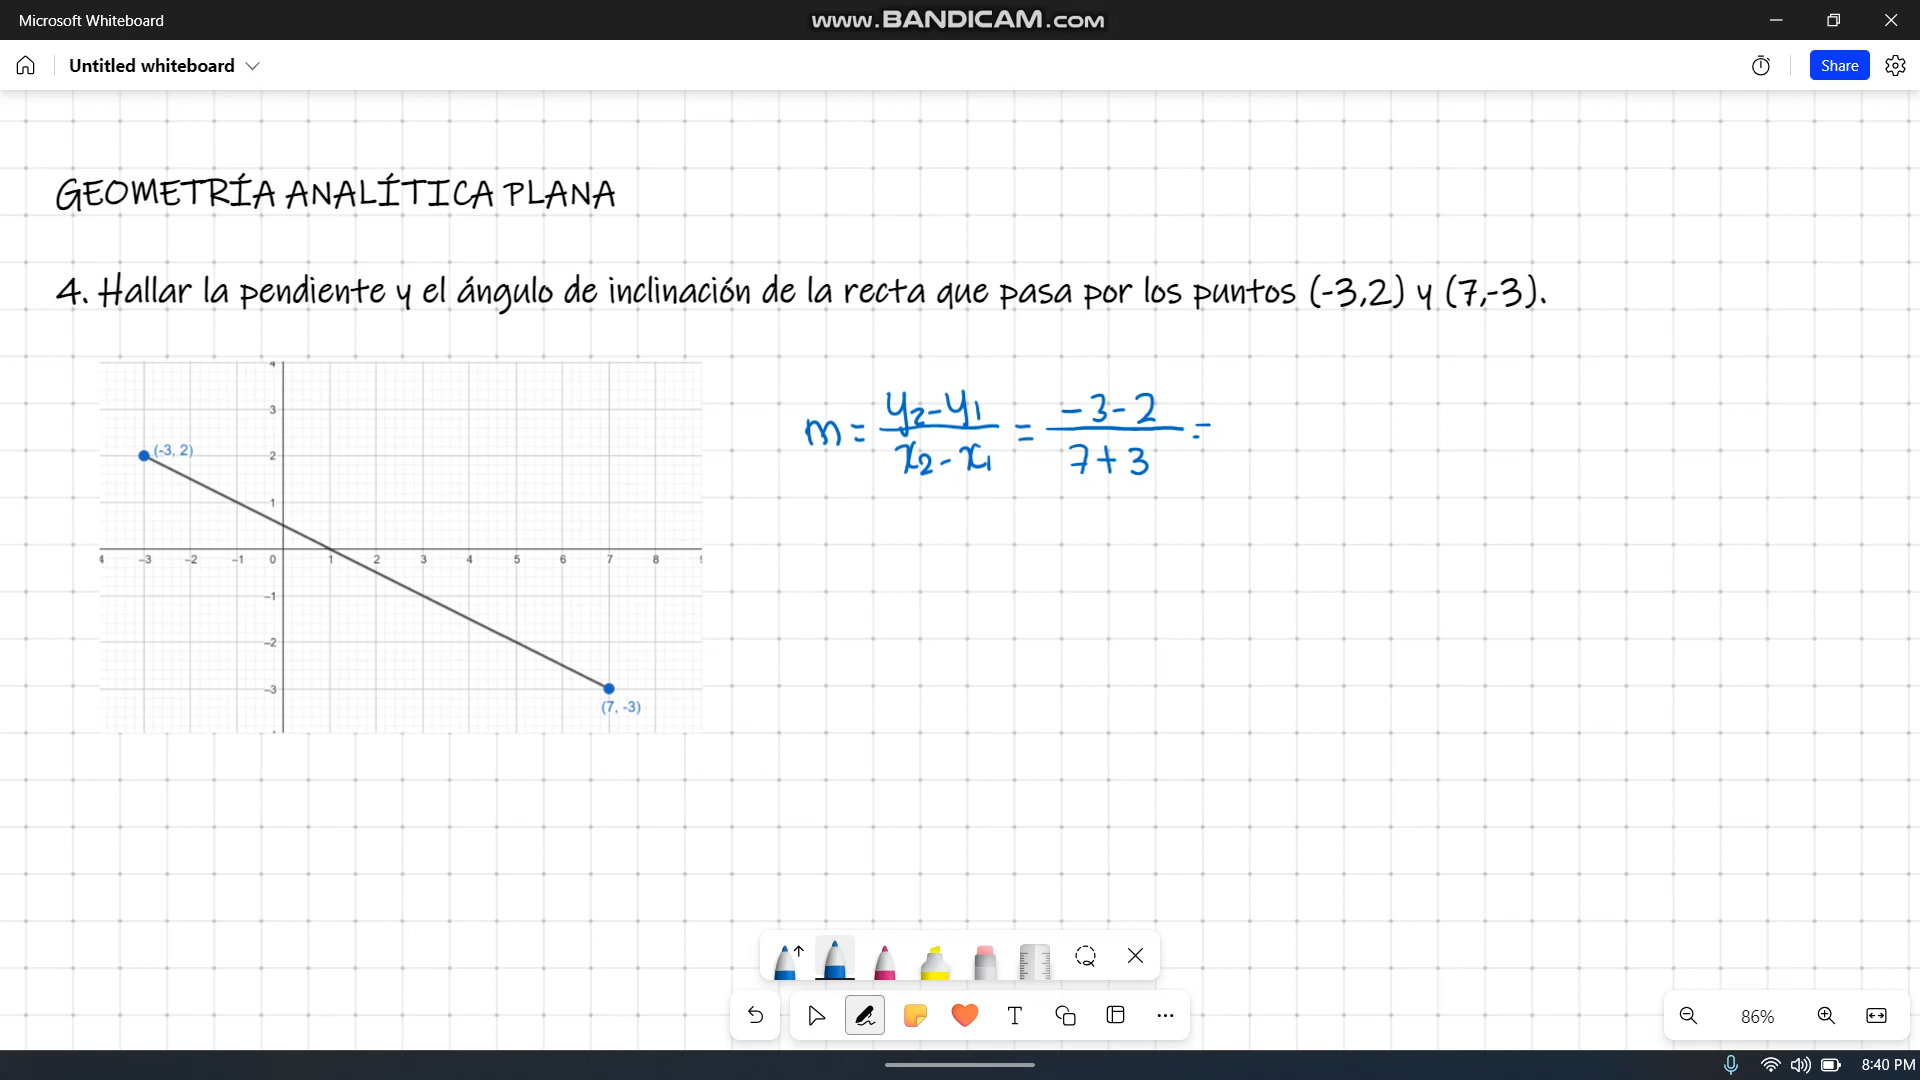 Microsoft Whiteboard
www.BANDICAM.com
Untitled whiteboard
Share
GEOMETRÍA ANALÍTICA PLANA
4. Hallar la pendiente y el ángulo de inclinación de la recta que pasa por los puntos (-3,2) y (7,-3).
m = y2-y1 / x2-x1 = -3-2 / 7+3 =
4
3
(-3, 2)
2
1
4 -3 -2 -1 0 1 2 3 4 5 6 7 8
-1
-2
-3
(7, -3)
T
86%
8:40 PM